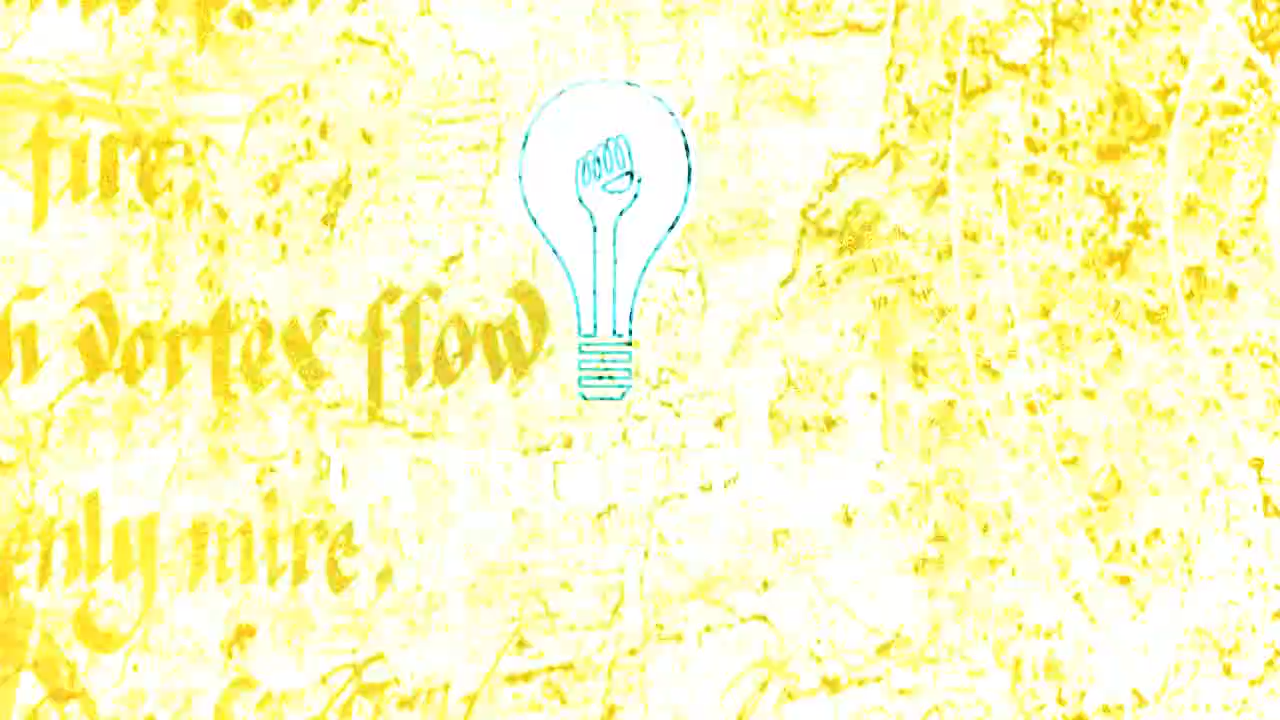 fire,
h vortex flow
enly mire,